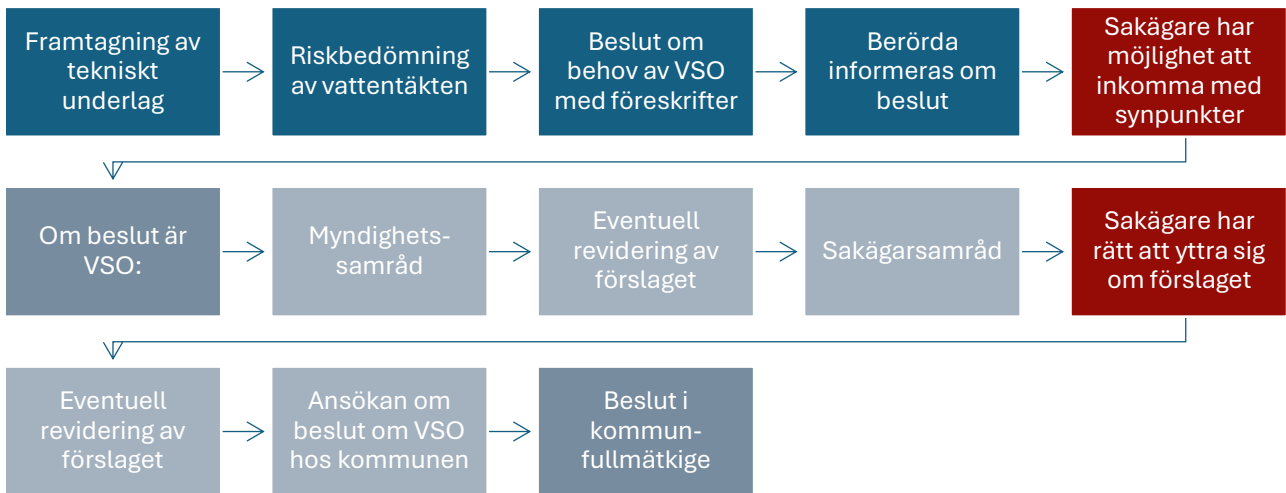 Framtagning av
tekniskt
underlag
Riskbedömning
av vattentäkten
Beslut om
behov av VSO
med föreskrifter
Berörda
informeras om
beslut
Sakägare har
möjlighet att
inkomma med
synpunkter
Om beslut är
VSO:
Myndighets-
samråd
Eventuell
revidering av
förslaget
Sakägarsamråd
Sakägare har
rätt att yttra sig
om förslaget
Eventuell
revidering av
förslaget
Ansökan om
beslut om VSO
hos kommunen
Beslut i
kommun-
fullmätkige